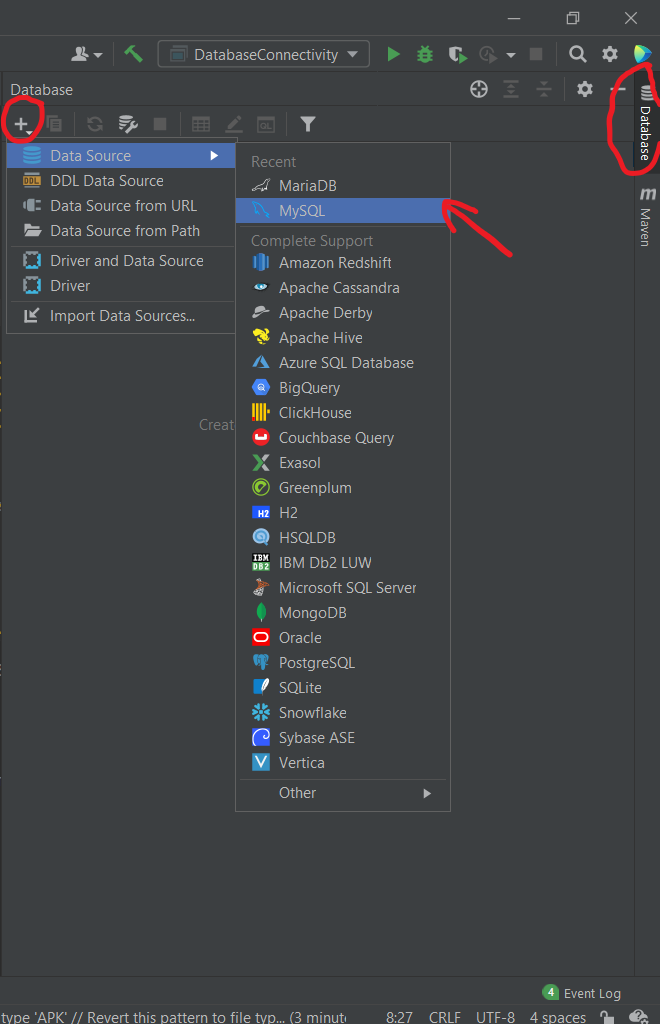 DatabaseConnectivity
Database
Database
Maven
Data Source
DDL Data Source
Data Source from URL
Data Source from Path
Driver and Data Source
Driver
Import Data Sources...
Recent
MariaDB
MySQL
Complete Support
Amazon Redshift
Apache Cassandra
Apache Derby
Apache Hive
Azure SQL Database
BigQuery
ClickHouse
Couchbase Query
Exasol
Greenplum
H2
HSQLDB
IBM Db2 LUW
Microsoft SQL Server
MongoDB
Oracle
PostgreSQL
SQLite
Snowflake
Sybase ASE
Vertica
Other
Creat
4 Event Log
type 'APK' // Revert this pattern to file typ... (3 minute 8:27 CRLF UTF-8 4 spaces